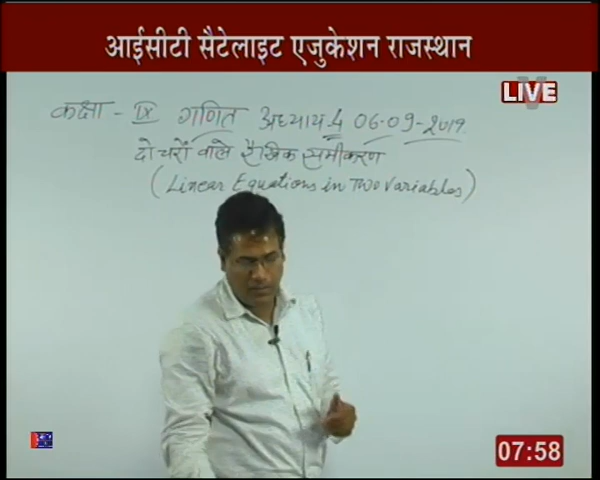 आईसीटी सैटेलाइट एजुकेशन राजस्थान
LIVE
कक्षा - IX गणित अध्याय-4 06-09-2019
दो चरों वाले रैखिक समीकरण
(Linear Equations in Two Variables)
07:58